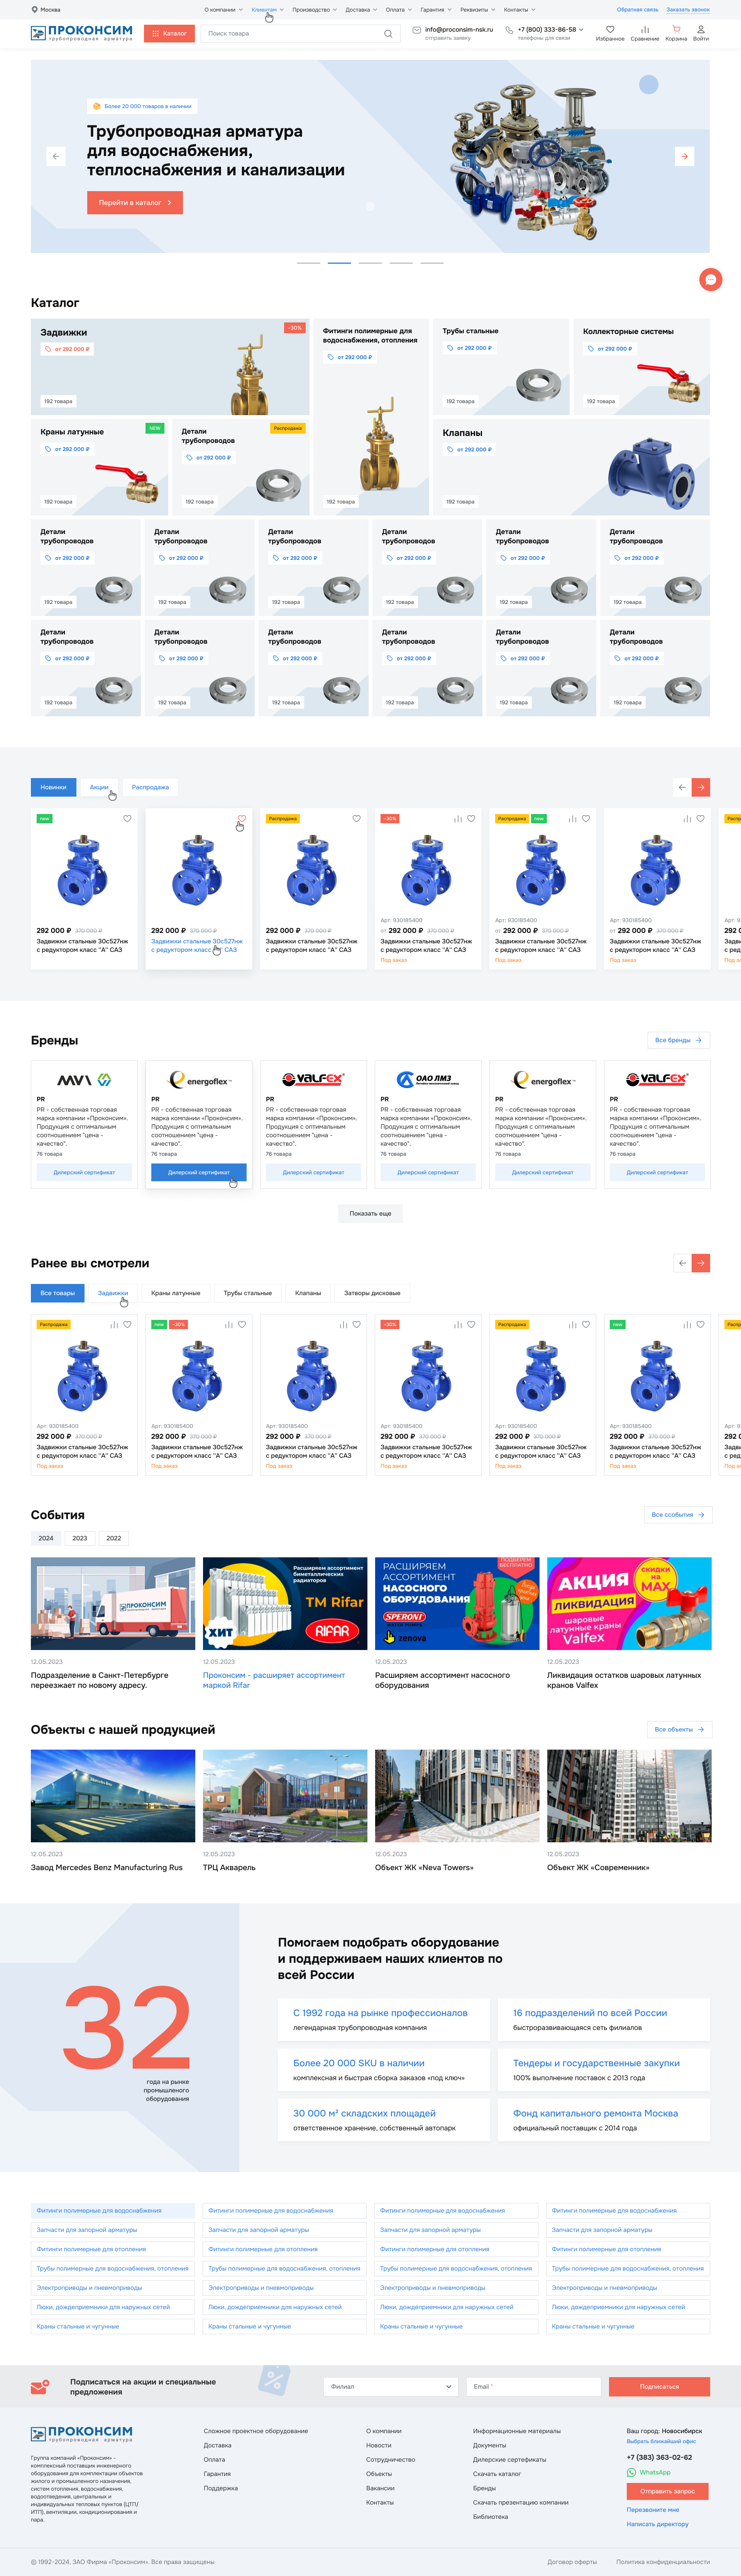 Москва
О компании Клиентам Производство Доставка Оплата Гарантия Реквизиты Контакты
Обратная связь Заказать звонок
ПРОКОНСИМ
трубопроводная арматура
Каталог
Поиск товара
info@proconsim-nsk.ru
отправить заявку
+7 (800) 333-86-58
телефоны для связи
Избранное Сравнение Корзина Войти
Более 20 000 товаров в наличии
Трубопроводная арматура
для водоснабжения,
теплоснабжения и канализации
Перейти в каталог
Каталог
Задвижки
-30%
от 292 000 ₽
192 товара
Фитинги полимерные для
водоснабжения, отопления
от 292 000 ₽
192 товара
Трубы стальные
от 292 000 ₽
192 товара
Коллекторные системы
от 292 000 ₽
192 товара
Краны латунные
NEW
от 292 000 ₽
192 товара
Детали
трубопроводов
Распродажа
от 292 000 ₽
192 товара
Клапаны
от 292 000 ₽
192 товара
Детали Детали Детали Детали Детали Детали
трубопроводов трубопроводов трубопроводов трубопроводов трубопроводов трубопроводов
от 292 000 ₽ от 292 000 ₽ от 292 000 ₽ от 292 000 ₽ от 292 000 ₽ от 292 000 ₽
192 товара 192 товара 192 товара 192 товара 192 товара 192 товара
Детали Детали Детали Детали Детали Детали
трубопроводов трубопроводов трубопроводов трубопроводов трубопроводов трубопроводов
от 292 000 ₽ от 292 000 ₽ от 292 000 ₽ от 292 000 ₽ от 292 000 ₽ от 292 000 ₽
192 товара 192 товара 192 товара 192 товара 192 товара 192 товара
Новинки Акции Распродажа
new Распродажа -30% Распродажа new
Арт: 930185400 Арт: 930185400 Арт: 930185400
292 000 ₽ 370 000 ₽ 292 000 ₽ 370 000 ₽ 292 000 ₽ 370 000 ₽ от 292 000 ₽ 370 000 ₽ от 292 000 ₽ 370 000 ₽ от 292 000 ₽ 370 000 ₽
Задвижки стальные 30с527нж Задвижки стальные 30с527нж Задвижки стальные 30с527нж Задвижки стальные 30с527нж Задвижки стальные 30с527нж Задвижки стальные 30с527нж
с редуктором класс "А" САЗ с редуктором класс САЗ с редуктором класс "А" САЗ с редуктором класс "А" САЗ с редуктором класс "А" САЗ с редуктором класс "А" САЗ
Под заказ Под заказ Под заказ
Бренды
Все бренды
energoflex VALFEX ОАО ЛМЗ energoflex VALFEX
PR PR PR PR PR PR
PR - собственная торговая PR - собственная торговая PR - собственная торговая PR - собственная торговая PR - собственная торговая PR - собственная торговая
марка компании «Проконсим». марка компании «Проконсим». марка компании «Проконсим». марка компании «Проконсим». марка компании «Проконсим». марка компании «Проконсим».
Продукция с оптимальным Продукция с оптимальным Продукция с оптимальным Продукция с оптимальным Продукция с оптимальным Продукция с оптимальным
соотношением "цена - соотношением "цена - соотношением "цена - соотношением "цена - соотношением "цена - соотношением "цена -
качество". качество". качество". качество". качество". качество".
76 товара 76 товара 76 товара 76 товара 76 товара 76 товара
Дилерский сертификат Дилерский сертификат Дилерский сертификат Дилерский сертификат Дилерский сертификат Дилерский сертификат
Показать еще
Ранее вы смотрели
Все товары Задвижки Краны латунные Трубы стальные Клапаны Затворы дисковые
Распродажа new -30% -30% Распродажа new
Арт: 930185400 Арт: 930185400 Арт: 930185400 Арт: 930185400 Арт: 930185400 Арт: 930185400
292 000 ₽ 370 000 ₽ 292 000 ₽ 370 000 ₽ 292 000 ₽ 370 000 ₽ 292 000 ₽ 370 000 ₽ 292 000 ₽ 370 000 ₽ 292 000 ₽ 370 000 ₽
Задвижки стальные 30с527нж Задвижки стальные 30с527нж Задвижки стальные 30с527нж Задвижки стальные 30с527нж Задвижки стальные 30с527нж Задвижки стальные 30с527нж
с редуктором класс "А" САЗ с редуктором класс "А" САЗ с редуктором класс "А" САЗ с редуктором класс "А" САЗ с редуктором класс "А" САЗ с редуктором класс "А" САЗ
Под заказ Под заказ Под заказ Под заказ Под заказ Под заказ
События
Все ссобытия
2024 2023 2022
ПРОКОНСИМ
Расширяем ассортимент
биметаллических
радиаторов
TM Rifar
ХИТ
RIFAR
РАСШИРЯЕМ
АССОРТИМЕНТ
НАСОСНОГО
ОБОРУДОВАНИЯ
ПОДБЕРЕМ
БЕСПЛАТНО
SPERONI
zenova
АКЦИЯ
СКИДКИ
на
MAX
ЛИКВИДАЦИЯ
шаровые
латунные краны
Valfex
12.05.2023 12.05.2023 12.05.2023 12.05.2023
Подразделение в Санкт-Петербурге
переезжает по новому адресу.
Проконсим - расширяет ассортимент
маркой Rifar
Расширяем ассортимент насосного
оборудования
Ликвидация остатков шаровых латунных
кранов Valfex
Объекты с нашей продукцией
Все объекты
12.05.2023 12.05.2023 12.05.2023 12.05.2023
Завод Mercedes Benz Manufacturing Rus
ТРЦ Акварель
Объект ЖК «Neva Towers»
Объект ЖК «Современник»
32
года на рынке
промышленого
оборудования
Помогаем подобрать оборудование
и поддерживаем наших клиентов по
всей России
С 1992 года на рынке профессионалов
легендарная трубопроводная компания
16 подразделений по всей России
быстроразвивающаяся сеть филиалов
Более 20 000 SKU в наличии
комплексная и быстрая сборка заказов «под ключ»
Тендеры и государственные закупки
100% выполнение поставок с 2013 года
30 000 м² складских площадей
ответственное хранение, собственный автопарк
Фонд капитального ремонта Москва
официальный поставщик с 2014 года
Фитинги полимерные для водоснабжения Фитинги полимерные для водоснабжения Фитинги полимерные для водоснабжения Фитинги полимерные для водоснабжения
Запчасти для запорной арматуры Запчасти для запорной арматуры Запчасти для запорной арматуры Запчасти для запорной арматуры
Фитинги полимерные для отопления Фитинги полимерные для отопления Фитинги полимерные для отопления Фитинги полимерные для отопления
Трубы полимерные для водоснабжения, отопления Трубы полимерные для водоснабжения, отопления Трубы полимерные для водоснабжения, отопления Трубы полимерные для водоснабжения, отопления
Электроприводы и пневмоприводы Электроприводы и пневмоприводы Электроприводы и пневмоприводы Электроприводы и пневмоприводы
Люки, дождеприемники для наружных сетей Люки, дождеприемники для наружных сетей Люки, дождеприемники для наружных сетей Люки, дождеприемники для наружных сетей
Краны стальные и чугунные Краны стальные и чугунные Краны стальные и чугунные Краны стальные и чугунные
Подписаться на акции и специальные
предложения
Филиал
Email *
Подписаться
ПРОКОНСИМ
трубопроводная арматура
Группа компаний «Проконсим» -
комплексный поставщик инженерного
оборудования для комплектации объектов
жилого и промышленного назначения,
систем отопления, водоснабжения,
водоотведения, центральных и
индивидуальных тепловых пунктов (ЦТП/
ИТП), вентиляции, кондиционирования и
пара.
Сложное проектное оборудование
Доставка
Оплата
Гарантия
Поддержка
О компании
Новости
Сотрудничество
Объекты
Вакансии
Контакты
Информационные материалы
Документы
Дилерские сертефикаты
Скачать каталог
Бренды
Скачать презентацию компании
Библиотека
Ваш город: Новосибирск
Выбрать ближайший офис
+7 (383) 363-02-62
WhatsApp
Отправить запрос
Перезвоните мне
Написать директору
© 1992-2024, ЗАО Фирма «Проконсим». Все права защищены
Договор оферты
Политика конфиденциальности